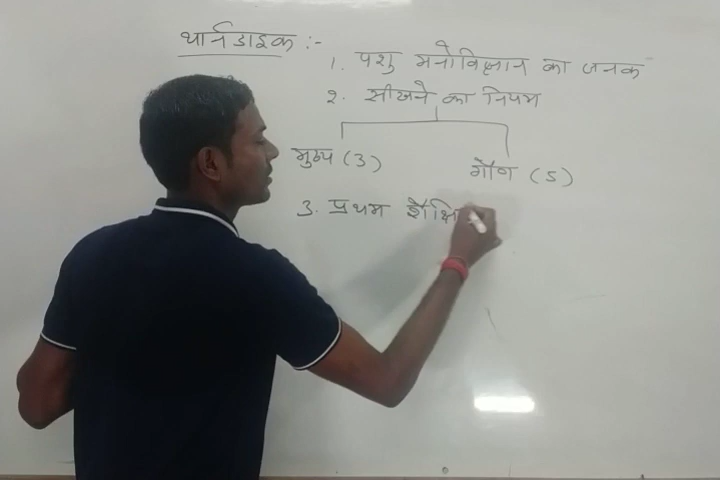 थार्नडाइक :-
1. पशु मनोविज्ञान का जनक
2. सीखने का नियम
मुख्य (3) गौण (5)
3. प्रथम शैक्षि